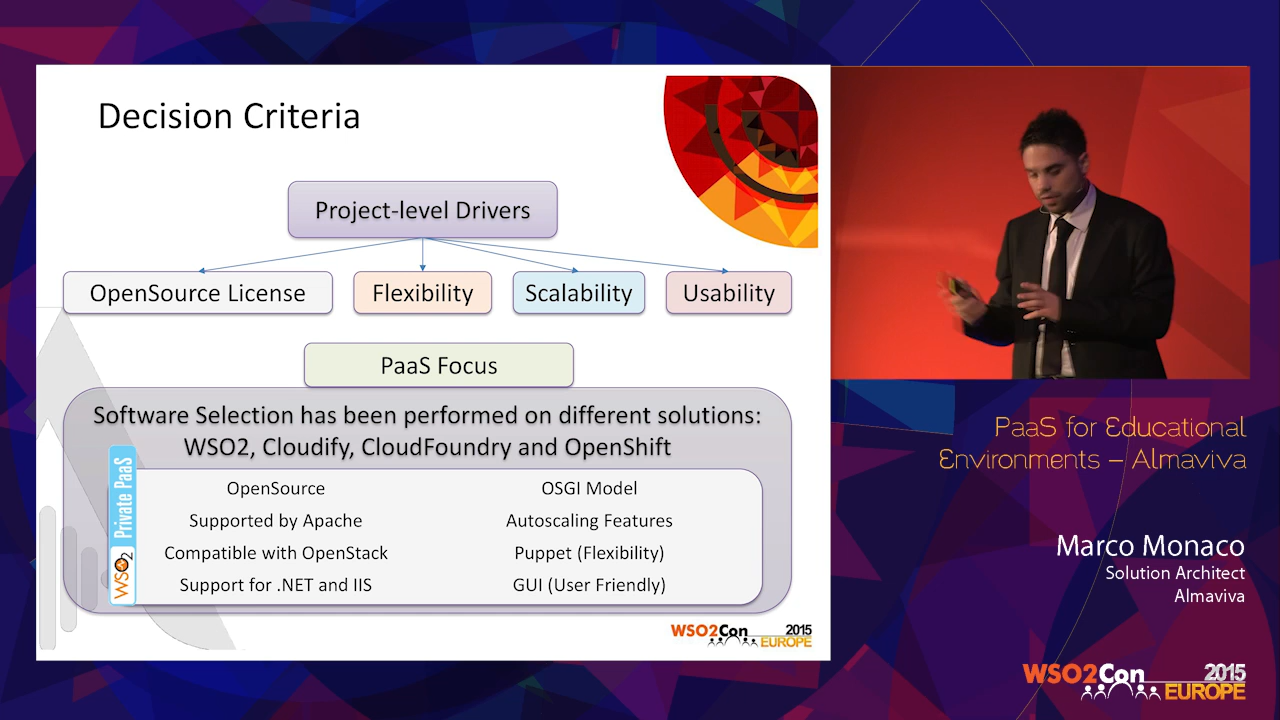 Decision Criteria
Project-level Drivers
OpenSource License
Flexibility
Scalability
Usability
PaaS Focus
Software Selection has been performed on different solutions:
WSO2, Cloudify, CloudFoundry and OpenShift
WSO2 Private PaaS
OpenSource
OSGI Model
Supported by Apache
Autoscaling Features
Compatible with OpenStack
Puppet (Flexibility)
Support for .NET and IIS
GUI (User Friendly)
WSO2Con 2015
EUROPE
PaaS for Educational
Environments – Almaviva
Marco Monaco
Solution Architect
Almaviva
WSO2Con 2015
EUROPE